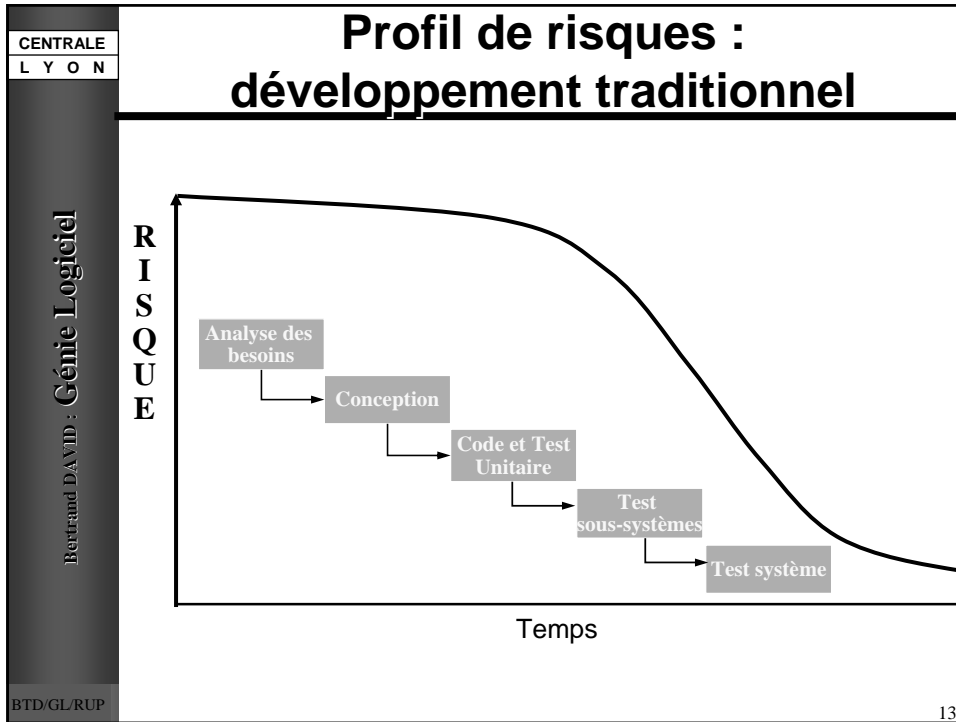 CENTRALE
L Y O N
Profil de risques :
développement traditionnel
Bertrand DAVID : Génie Logiciel
R
I
S
Q
U
E
Analyse des
besoins
Conception
Code et Test
Unitaire
Test
sous-systèmes
Test système
Temps
BTD/GL/RUP
13